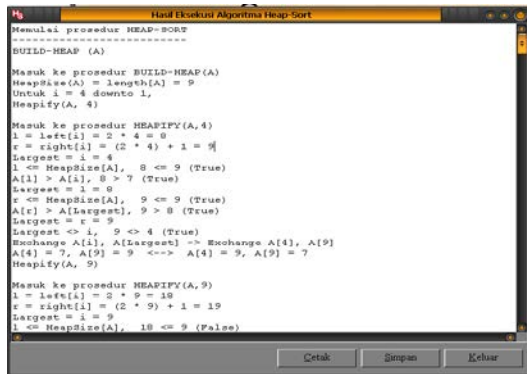 Hasil Eksekusi Algoritma Heap-Sort
Memulai prosedur HEAP-SORT
---------------------------
BUILD-HEAP (A)
Masuk ke prosedur BUILD-HEAP(A)
HeapSize(A) = length[A] = 9
Untuk i = 4 downto 1,
Heapify(A, 4)
Masuk ke prosedur HEAPIFY(A,4)
l = left[i] = 2 * 4 = 8
r = right[i] = (2 * 4) + 1 = 9
Largest = i = 4
l <= HeapSize[A],  8 <= 9 (True)
A[l] > A[i], 8 > 7 (True)
Largest = l = 8
r <= HeapSize[A],  9 <= 9 (True)
A[r] > A[Largest], 9 > 8 (True)
Largest = r = 9
Largest <> i,  9 <> 4 (True)
Exchange A[i], A[Largest] -> Exchange A[4], A[9]
A[4] = 7, A[9] = 9  <-->  A[4] = 9, A[9] = 7
Heapify(A, 9)
Masuk ke prosedur HEAPIFY(A,9)
l = left[i] = 2 * 9 = 18
r = right[i] = (2 * 9) + 1 = 19
Largest = i = 9
l <= HeapSize[A],  18 <= 9 (False)
Cetak Simpan Keluar